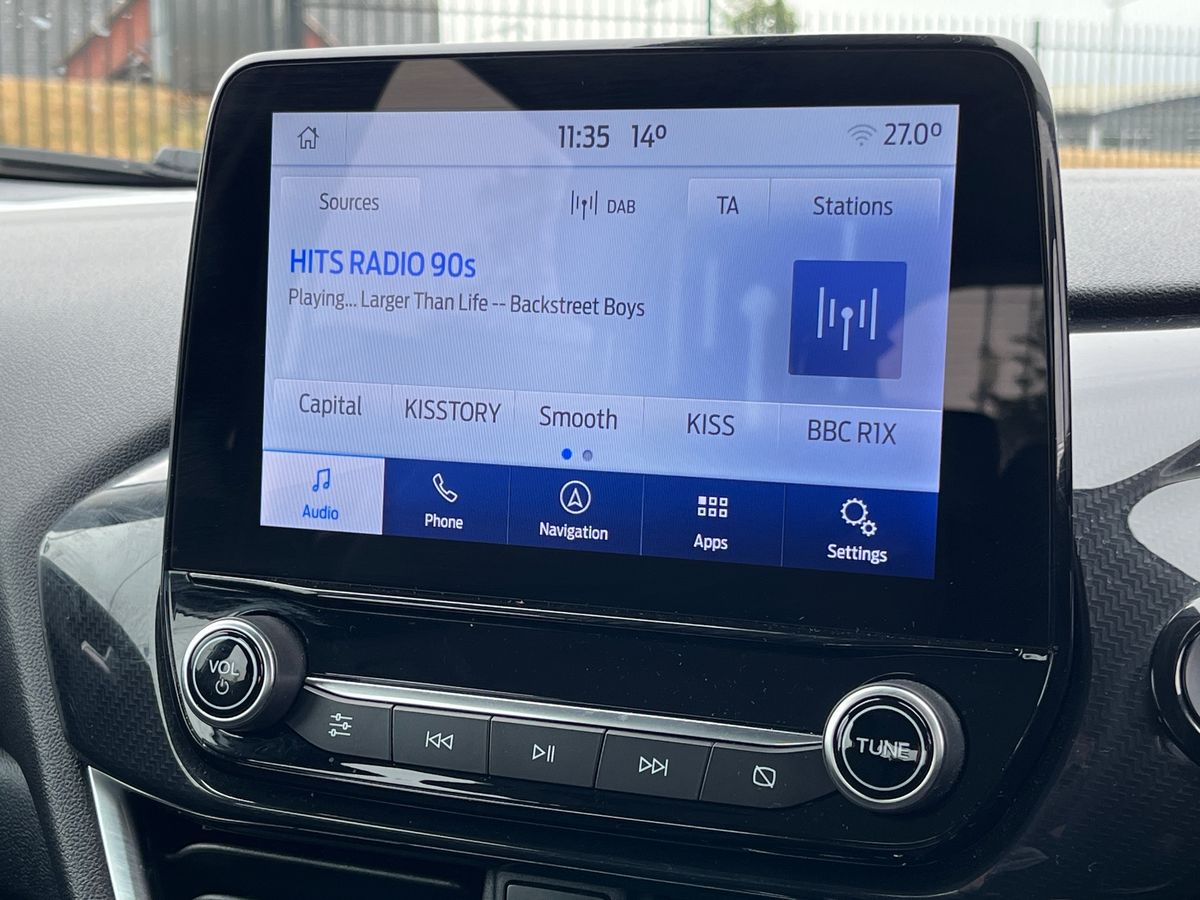 11:35 14º 27.0º
Sources DAB TA Stations
HITS RADIO 90s
Playing... Larger Than Life -- Backstreet Boys
Capital KISSTORY Smooth KISS BBC R1X
Audio Phone Navigation Apps Settings
VOL
TUNE